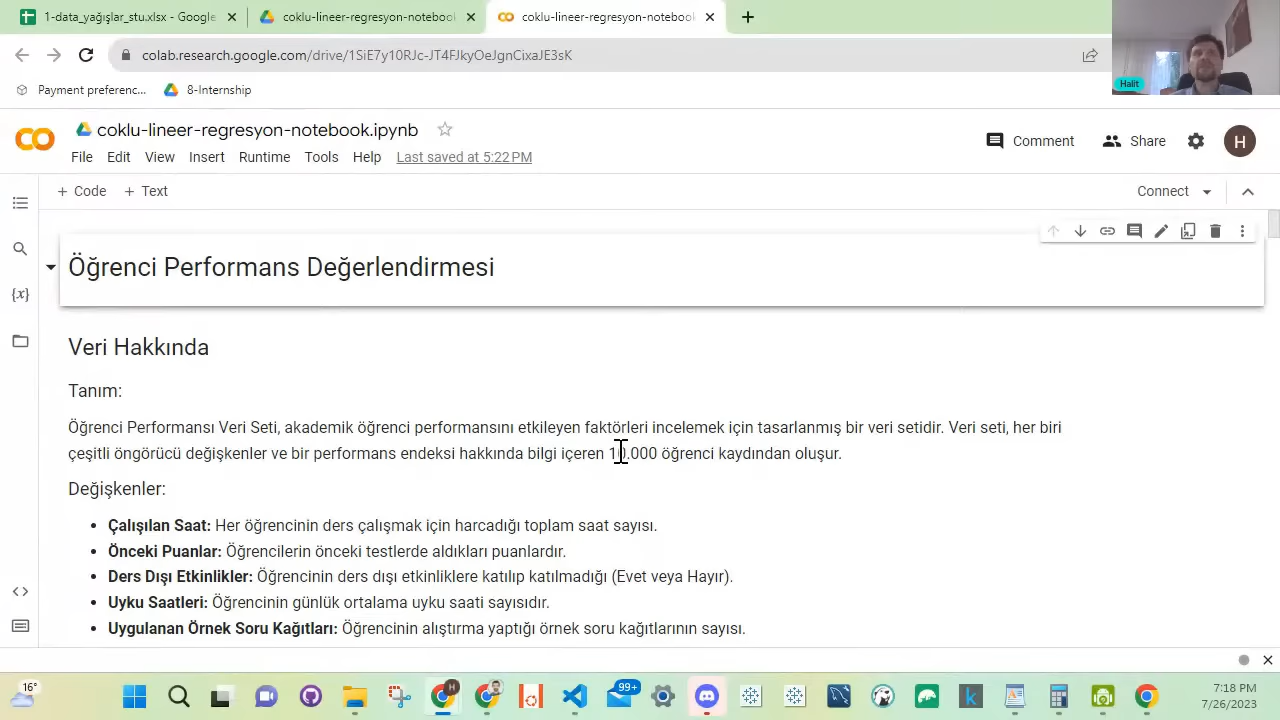 1-data_yağışlar_stu.xlsx - Google
coklu-lineer-regresyon-notebook
coklu-lineer-regresyon-notebook
colab.research.google.com/drive/1SiE7y10RJc-JT4FJkyOeJgnCixaJE3sK
Payment preferenc...
8-Internship
Halit
coklu-lineer-regresyon-notebook.ipynb
File Edit View Insert Runtime Tools Help Last saved at 5:22 PM
Comment
Share
H
+ Code + Text
Connect
Öğrenci Performans Değerlendirmesi
Veri Hakkında
Tanım:
Öğrenci Performansı Veri Seti, akademik öğrenci performansını etkileyen faktörleri incelemek için tasarlanmış bir veri setidir. Veri seti, her biri
çeşitli öngörücü değişkenler ve bir performans endeksi hakkında bilgi içeren 10.000 öğrenci kaydından oluşur.
Değişkenler:
• Çalışılan Saat: Her öğrencinin ders çalışmak için harcadığı toplam saat sayısı.
• Önceki Puanlar: Öğrencilerin önceki testlerde aldıkları puanlardır.
• Ders Dışı Etkinlikler: Öğrencinin ders dışı etkinliklere katılıp katılmadığı (Evet veya Hayır).
• Uyku Saatleri: Öğrencinin günlük ortalama uyku saati sayısıdır.
• Uygulanan Örnek Soru Kağıtları: Öğrencinin alıştırma yaptığı örnek soru kağıtlarının sayısı.
16°
99+
7:18 PM
7/26/2023